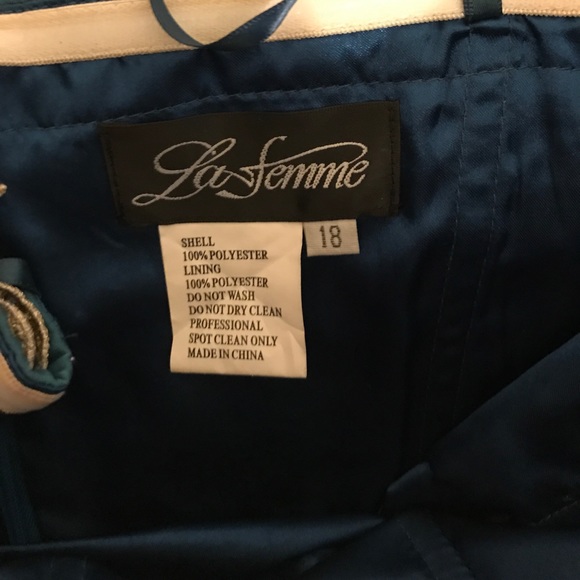 La Femme
18
SHELL
100% POLYESTER
LINING
100% POLYESTER
DO NOT WASH
DO NOT DRY CLEAN
PROFESSIONAL
SPOT CLEAN ONLY
MADE IN CHINA